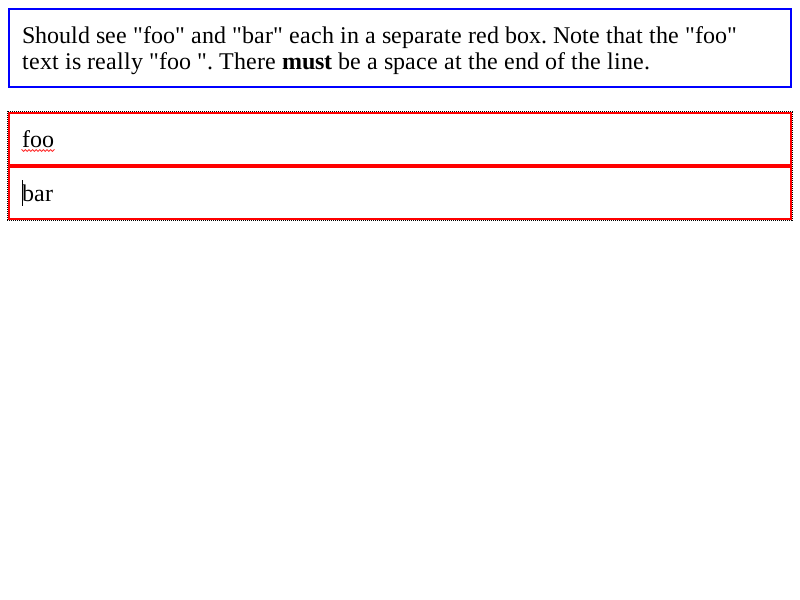 Should see "foo" and "bar" each in a separate red box. Note that the "foo"
text is really "foo ". There must be a space at the end of the line.
foo
bar